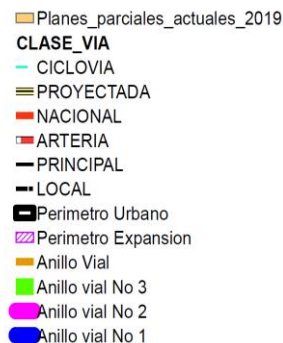 Planes_parciales_actuales_2019
CLASE_VIA
CICLOVIA
PROYECTADA
NACIONAL
ARTERIA
PRINCIPAL
LOCAL
Perimetro Urbano
Perimetro Expansion
Anillo Vial
Anillo vial No 3
Anillo vial No 2
Anillo vial No 1